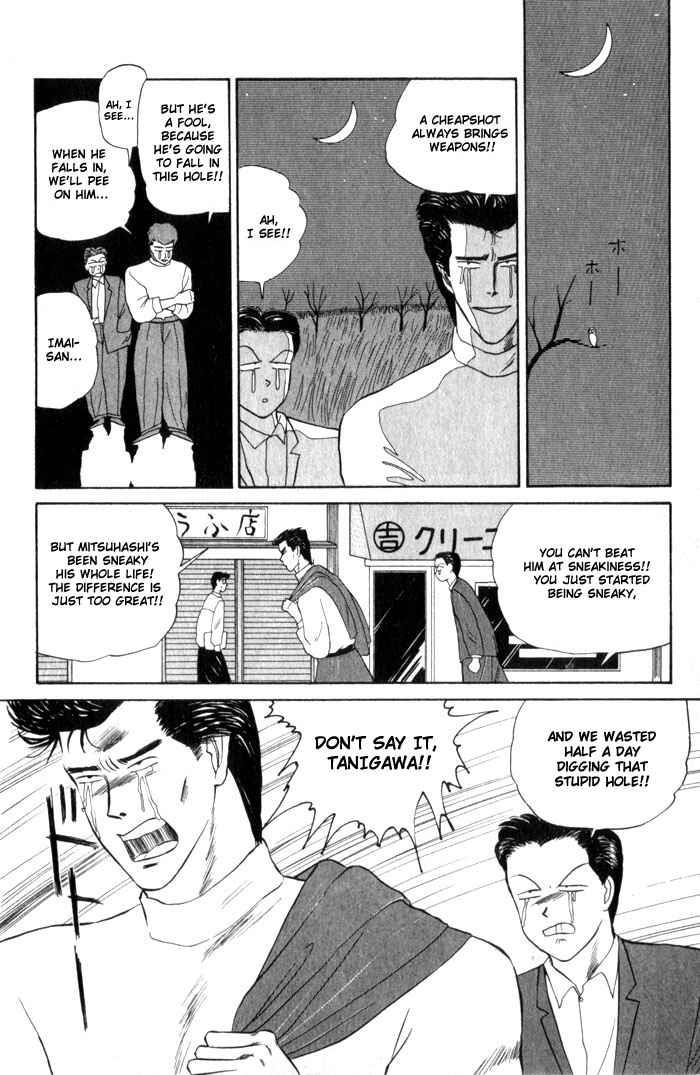 ホー
ホー
A CHEAPSHOT
ALWAYS BRINGS
WEAPONS!!
AH,
I SEE!!
BUT HE'S
A FOOL,
BECAUSE
HE'S GOING
TO FALL IN
THIS HOLE!!
AH, I
SEE...
WHEN HE
FALLS IN,
WE'LL PEE
ON HIM...
IMAI-
SAN...
YOU CAN'T BEAT
HIM AT SNEAKINESS!!
YOU JUST STARTED
BEING SNEAKY,
吉 クリーニ
うふ店
BUT MITSUHASHI'S
BEEN SNEAKY
HIS WHOLE LIFE!
THE DIFFERENCE IS
JUST TOO GREAT!!
AND WE WASTED
HALF A DAY
DIGGING THAT
STUPID HOLE!!
DON'T SAY IT,
TANIGAWA!!